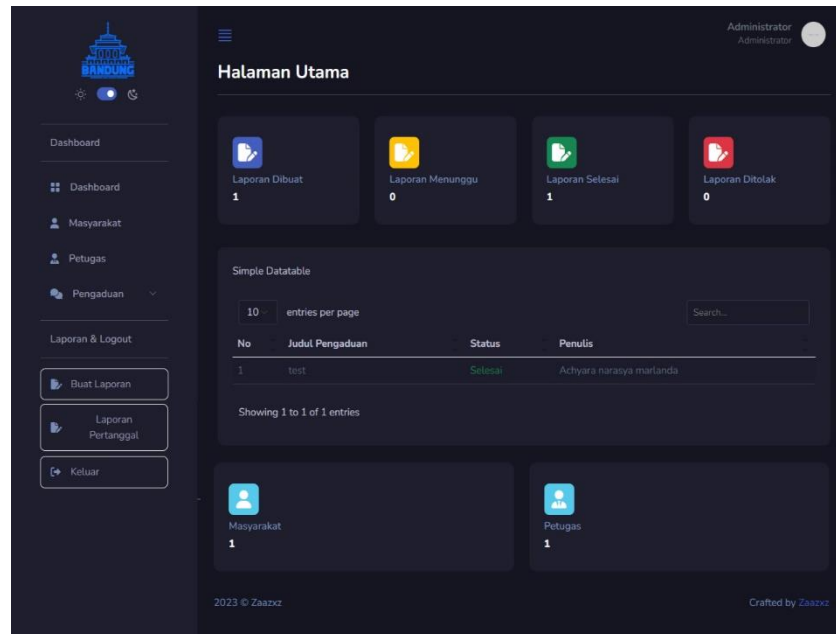 BANDUNG
Administrator
Administrator
Halaman Utama
Dashboard
Dashboard
Masyarakat
Petugas
Pengaduan
Laporan & Logout
Buat Laporan
Laporan
Pertanggal
Keluar
Laporan Dibuat
1
Laporan Menunggu
0
Laporan Selesai
1
Laporan Ditolak
0
Simple Datatable
10 entries per page
Search...
No Judul Pengaduan Status Penulis
1 test Selesai Achyara narasya marlanda
Showing 1 to 1 of 1 entries
Masyarakat
1
Petugas
1
2023 © Zaazxz
Crafted by Zaazxz